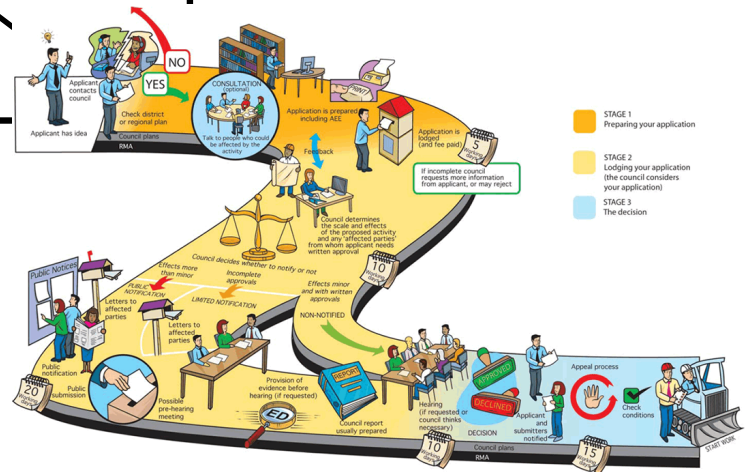 NO
YES
Applicant
contacts
council
Applicant has idea
Check district
or regional plan
Council plans
RMA
CONSULTATION
(optional)
Talk to people who could
be affected by the
activity
Application is prepared
including AEE
PRINT??
Feedback
Application is
lodged
(and fee paid)
5
Working
days
If incomplete council
requests more information
from applicant, or may reject
STAGE 1
Preparing your application
STAGE 2
Lodging your application
(the council considers
your application)
STAGE 3
The decision
Council determines
the scale and effects
of the proposed activity
and any 'affected parties'
from whom applicant needs
written approval
10
Working
days
Council decides whether to notify or not
Effects more
than minor
Incomplete
approvals
Effects minor
and with written
approvals
PUBLIC
NOTIFICATION
LIMITED NOTIFICATION
NON-NOTIFIED
Public Notices
Letters to
affected
parties
Letters to
affected
parties
Public
notification
20
Working
days
Public
submission
Possible
pre-hearing
meeting
Provision of
evidence before
hearing (if requested)
ED
REPORT
Council report
usually prepared
Hearing
(if requested or
council thinks
necessary)
10
Working
days
APPROVED
DECLINED
DECISION
Applicant
and
submitters
notified
Appeal process
15
Working
days
Check
conditions
START WORK
Council plans
RMA